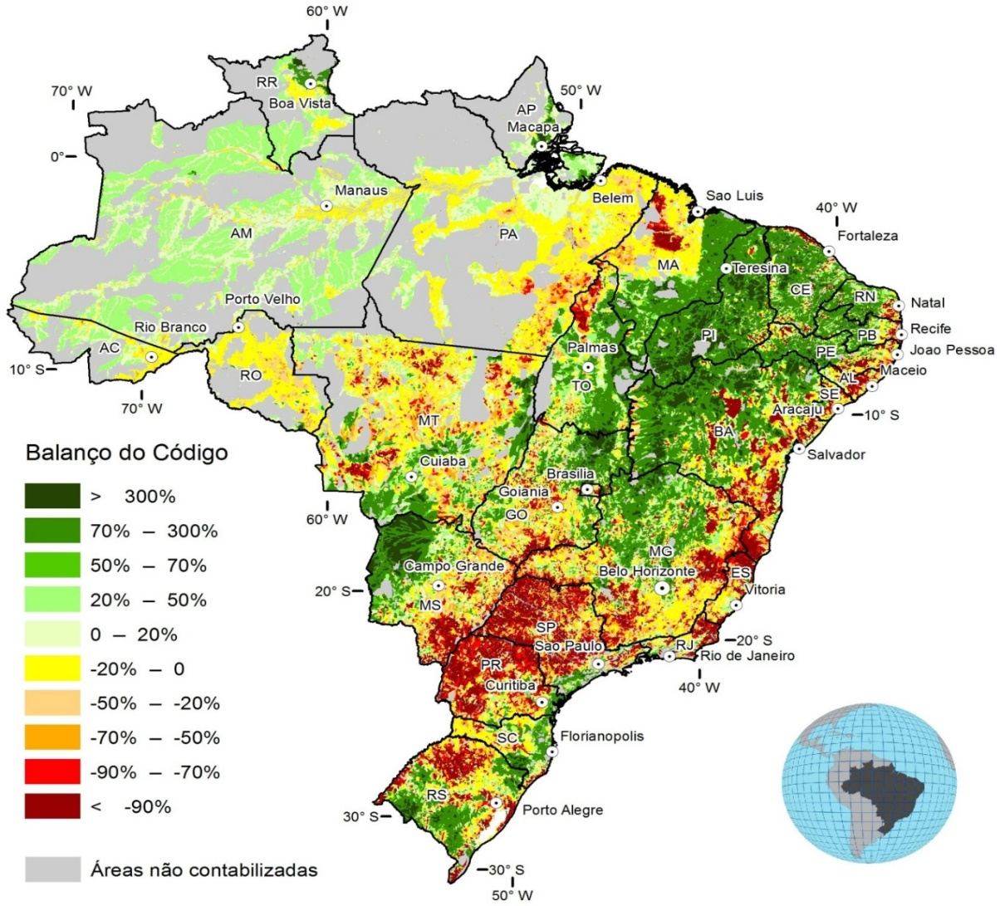 60° W
70° W
50° W
RR
Boa Vista
AP
Macapa
0°
Manaus
Belem
Sao Luis
40° W
Fortaleza
AM
PA
MA
Teresina
CE
RN
Natal
Porto Velho
Rio Branco
Recife
PB
Joao Pessoa
AC
Palmas
PI
PE
Maceio
10° S
RO
TO
AL
SE
Aracaju
10° S
70° W
MT
BA
Salvador
Balanço do Código
Cuiaba
Brasilia
> 300%
Goiania
70% – 300%
60° W
GO
50% – 70%
MG
Campo Grande
Belo Horizonte
ES
20% – 50%
20° S
Vitoria
MS
0 – 20%
SP
Sao Paulo
RJ
20° S
Rio de Janeiro
-20% – 0
PR
Curitiba
40° W
-50% – -20%
-70% – -50%
SC
Florianopolis
-90% – -70%
RS
< -90%
30° S
Porto Alegre
Áreas não contabilizadas
30° S
50° W